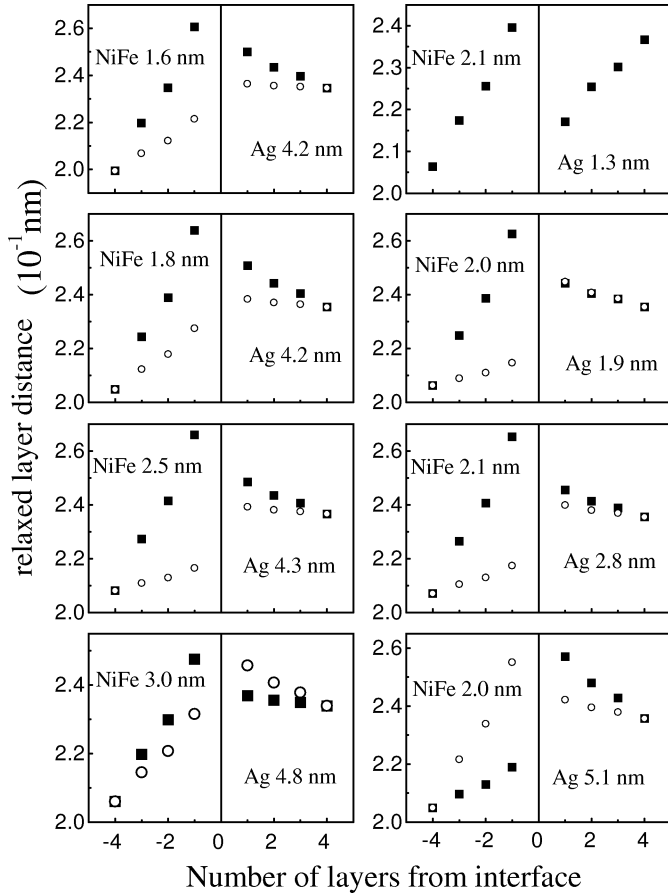 relaxed layer distance (10⁻¹nm)
2.6
2.4
2.2
2.0
NiFe 1.6 nm
Ag 4.2 nm
2.4
2.3
2.2
2.1
2.0
NiFe 2.1 nm
Ag 1.3 nm
2.6
2.4
2.2
2.0
NiFe 1.8 nm
Ag 4.2 nm
2.6
2.4
2.2
2.0
NiFe 2.0 nm
Ag 1.9 nm
2.6
2.4
2.2
2.0
NiFe 2.5 nm
Ag 4.3 nm
2.6
2.4
2.2
2.0
NiFe 2.1 nm
Ag 2.8 nm
2.4
2.2
2.0
NiFe 3.0 nm
Ag 4.8 nm
-4 -2 0 2 4
2.6
2.4
2.2
2.0
NiFe 2.0 nm
Ag 5.1 nm
-4 -2 0 2 4
Number of layers from interface